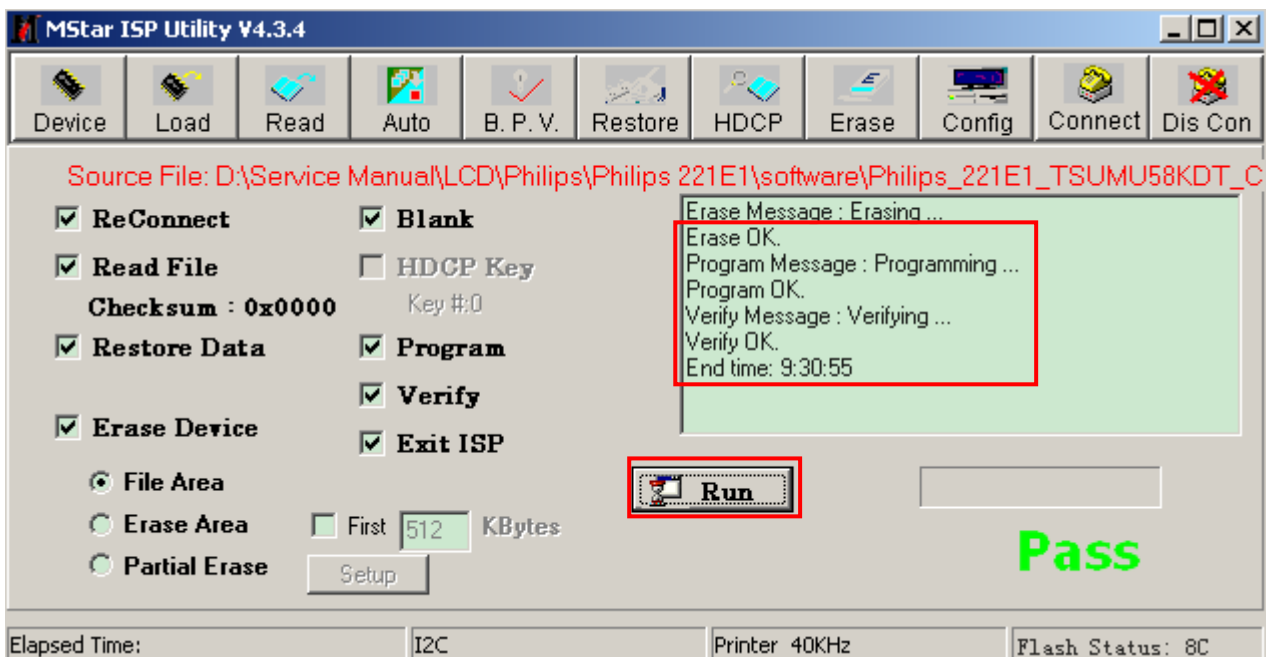 MStar ISP Utility V4.3.4
Device Load Read Auto B. P. V. Restore HDCP Erase Config Connect Dis Con
Source File: D:\Service Manual\LCD\Philips\Philips 221E1\software\Philips_221E1_TSUMU58KDT_C
ReConnect
Read File
Checksum : 0x0000
Restore Data
Erase Device
File Area
Erase Area
Partial Erase
Blank
HDCP Key
Key #:0
Program
Verify
Exit ISP
First 512 KBytes
Setup
Erase Message : Erasing ...
Erase OK.
Program Message : Programming ...
Program OK.
Verify Message : Verifying ...
Verify OK.
End time: 9:30:55
Run
Pass
Elapsed Time: I2C Printer 40KHz Flash Status: 8C